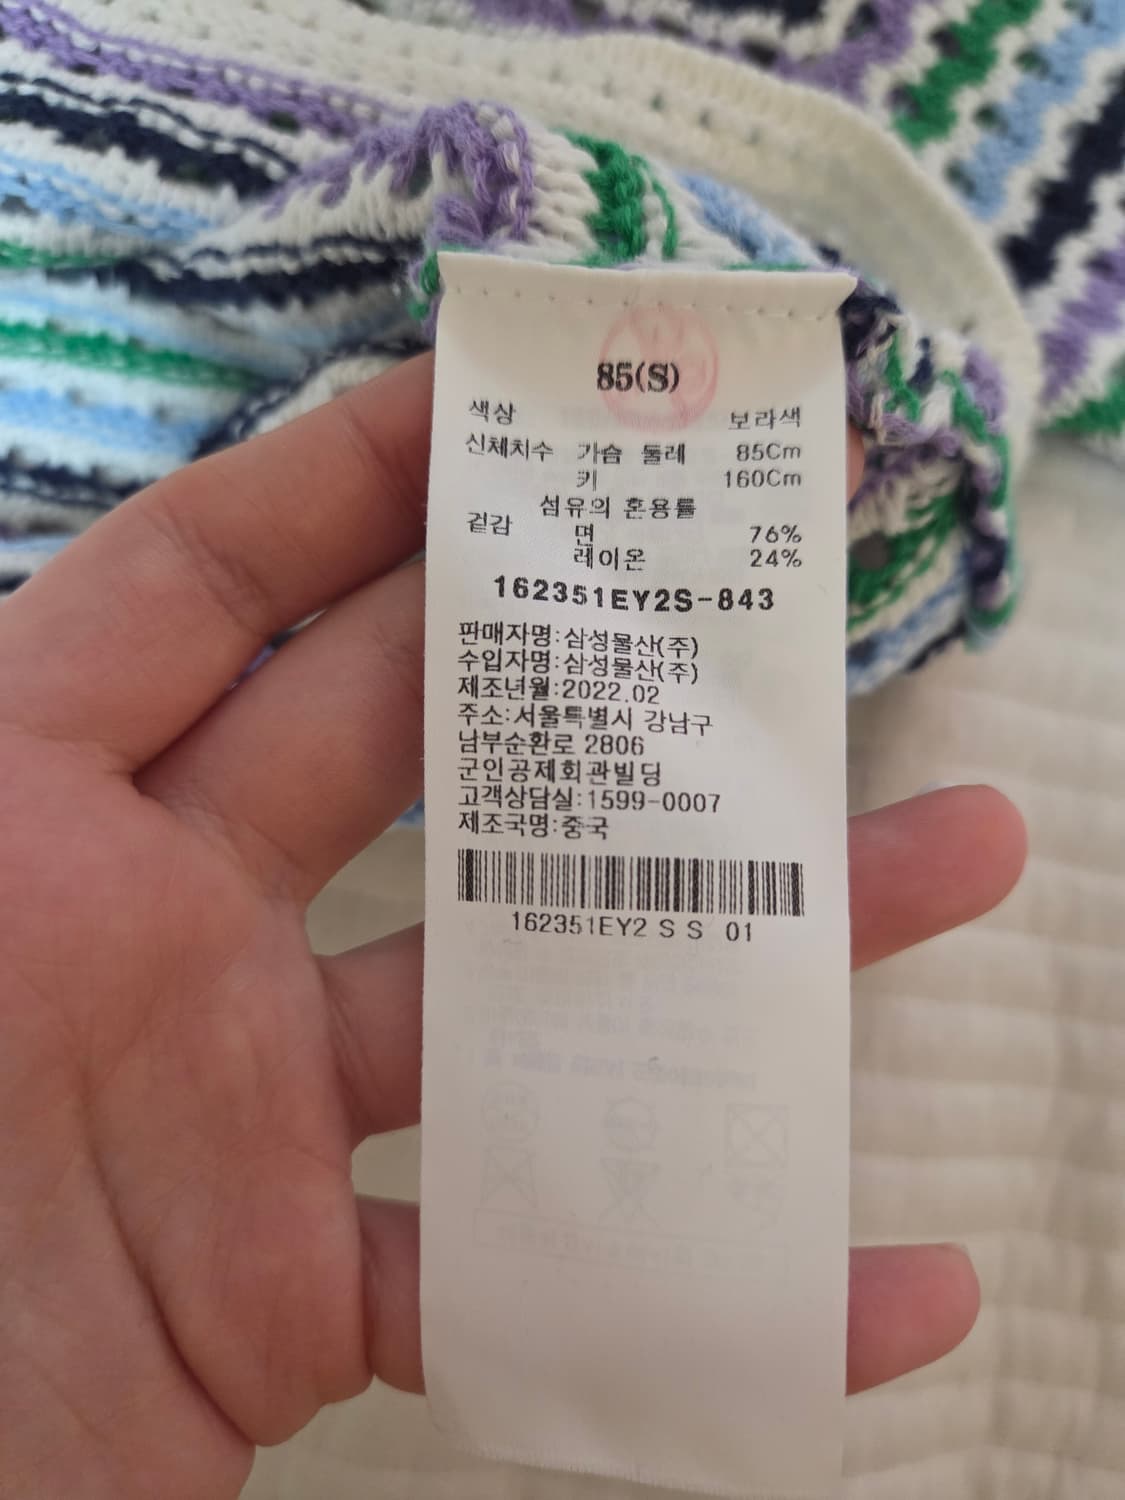 85(S)
색상 보라색
신체치수 가슴 둘레 85Cm
키 160Cm
섬유의 혼용률
겉감 면 76%
레이온 24%
162351EY2S-843
판매자명:삼성물산(주)
수입자명:삼성물산(주)
제조년월:2022.02
주소:서울특별시 강남구
남부순환로 2806
군인공제회관빌딩
고객상담실:1599-0007
제조국명:중국
162351EY2 S S 01